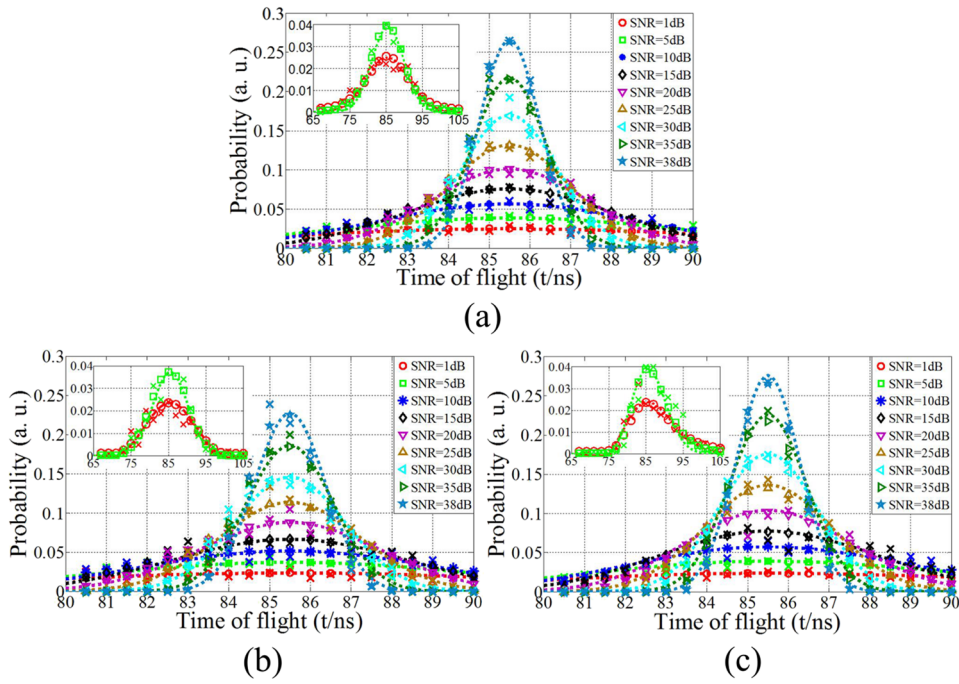 0.3
0.25
0.2
0.15
0.1
0.05
0
Probability (a. u.)
0.04
0.03
0.02
0.01
0
65 75 85 95 105
SNR=1dB
SNR=5dB
SNR=10dB
SNR=15dB
SNR=20dB
SNR=25dB
SNR=30dB
SNR=35dB
SNR=38dB
80 81 82 83 84 85 86 87 88 89 90
Time of flight (t/ns)
(a)
0.3
0.25
0.2
0.15
0.1
0.05
0
Probability (a. u.)
0.04
0.03
0.02
0.01
0
65 75 85 95 105
SNR=1dB
SNR=5dB
SNR=10dB
SNR=15dB
SNR=20dB
SNR=25dB
SNR=30dB
SNR=35dB
SNR=38dB
80 81 82 83 84 85 86 87 88 89 90
Time of flight (t/ns)
(b)
0.3
0.25
0.2
0.15
0.1
0.05
0
Probability (a. u.)
0.04
0.03
0.02
0.01
0
65 75 85 95 105
SNR=1dB
SNR=5dB
SNR=10dB
SNR=15dB
SNR=20dB
SNR=25dB
SNR=30dB
SNR=35dB
SNR=38dB
80 81 82 83 84 85 86 87 88 89 90
Time of flight (t/ns)
(c)